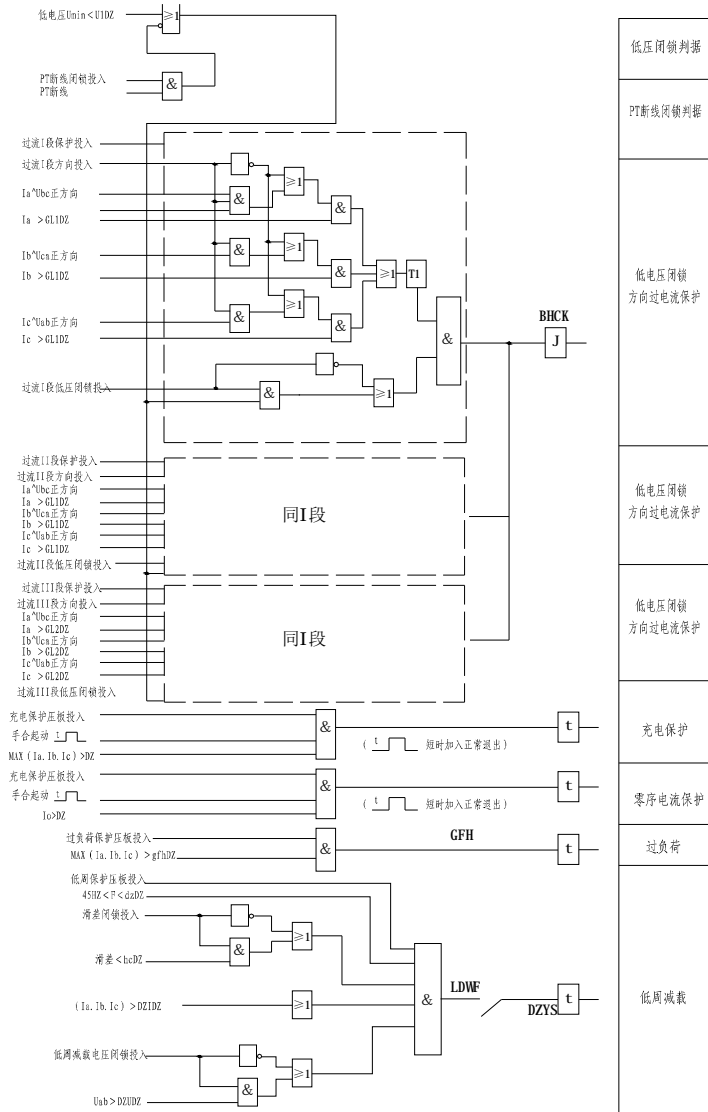 低电压Umin<U1DZ
≥1
低压闭锁判据
PT断线闭锁投入
PT断线
&
PT断线闭锁判据
过流I段保护投入
过流I段方向投入
≥1
Ia^Ubc正方向
&
&
Ia >GL1DZ
Ib^Uca正方向
&
≥1
Ib >GL1DZ
&
≥1
T1
低电压闭锁
方向过电流保护
≥1
Ic^Uab正方向
&
&
Ic >GL1DZ
&
BHCK
J
过流I段低压闭锁投入
&
≥1
过流II段保护投入
过流II段方向投入
Ia^Ubc正方向
Ia >GL1DZ
Ib^Uca正方向
Ib >GL1DZ
Ic^Uab正方向
Ic >GL1DZ
过流II段低压闭锁投入
同I段
低电压闭锁
方向过电流保护
过流III段保护投入
过流III段方向投入
Ia^Ubc正方向
Ia >GL2DZ
Ib^Uca正方向
Ib >GL2DZ
Ic^Uab正方向
Ic >GL2DZ
过流III段低压闭锁投入
同I段
低电压闭锁
方向过电流保护
充电保护压板投入
手合起动 t
MAX(Ia.Ib.Ic)>DZ
&
( t 短时加入正常退出)
t
充电保护
充电保护压板投入
手合起动 t
Io>DZ
&
( t 短时加入正常退出)
t
零序电流保护
过负荷保护压板投入
MAX(Ia.Ib.Ic)>gfhDZ
&
GFH
t
过负荷
低周保护压板投入
45HZ<F<dzDZ
滑差闭锁投入
≥1
&
滑差<hcDZ
(Ia.Ib.Ic)>DZIDZ
≥1
&
LDWF
DZYS
t
低周减载
低周减载电压闭锁投入
≥1
&
Uab>DZUDZ